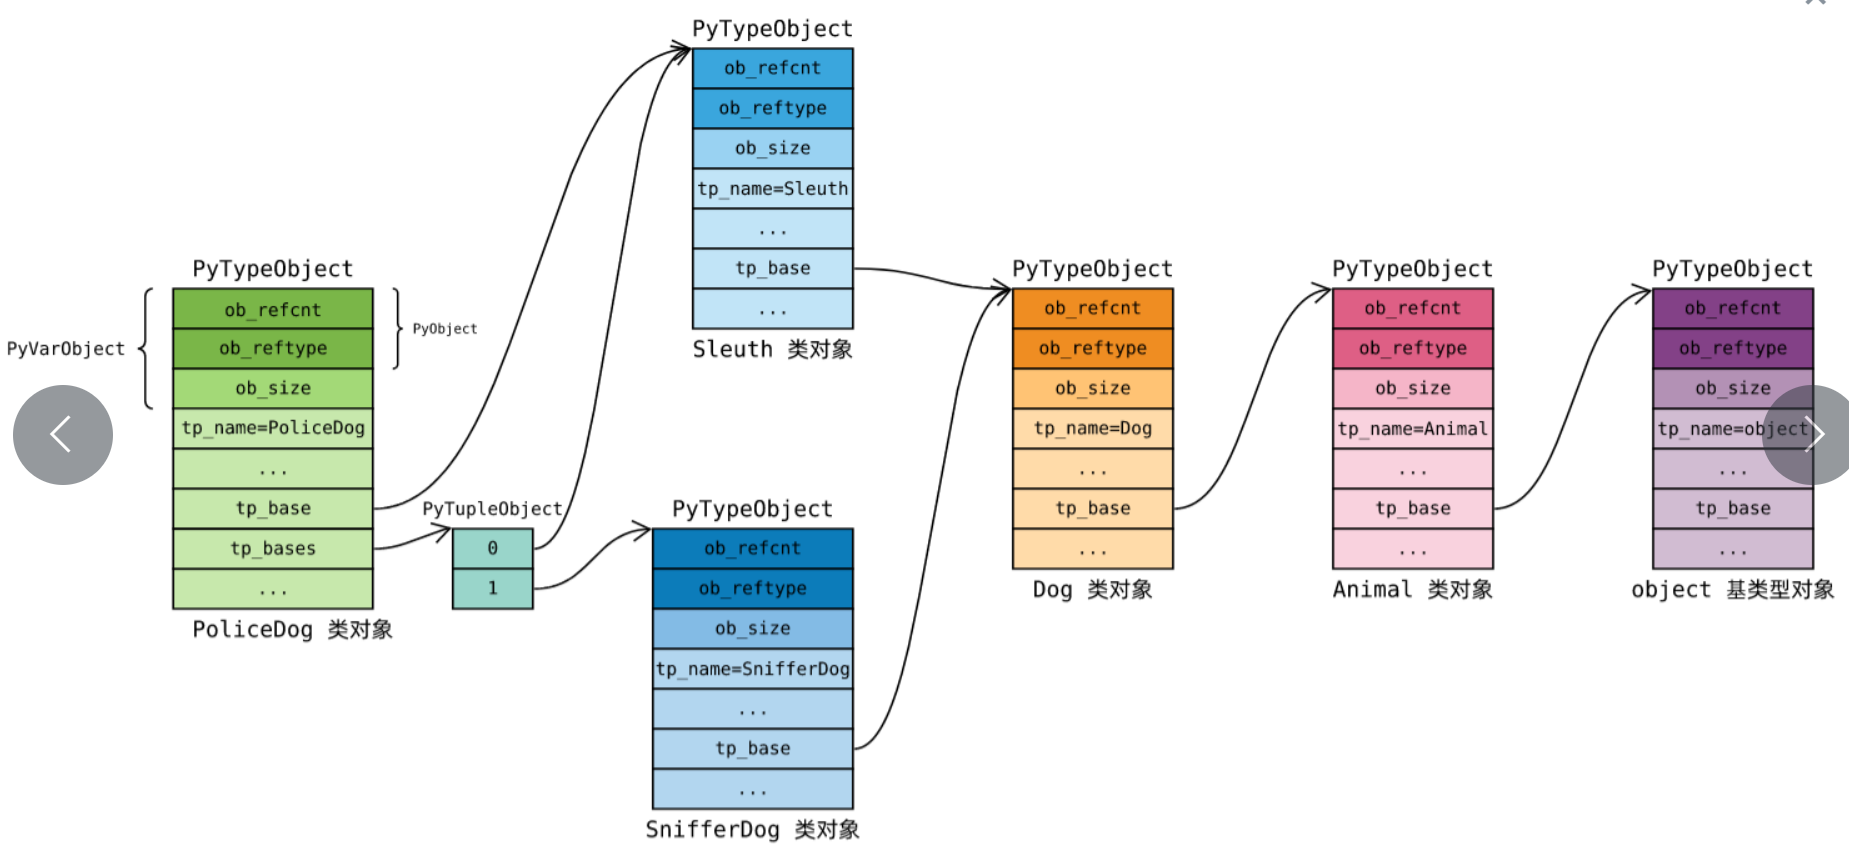 PyTypeObject
ob_refcnt
ob_reftype
ob_size
tp_name=Sleuth
...
tp_base
...
Sleuth 类对象
PyTypeObject
ob_refcnt
ob_reftype
ob_size
tp_name=PoliceDog
...
tp_base
tp_bases
...
PoliceDog 类对象
PyVarObject
PyObject
PyTupleObject
0
1
PyTypeObject
ob_refcnt
ob_reftype
ob_size
tp_name=SnifferDog
...
tp_base
...
SnifferDog 类对象
PyTypeObject
ob_refcnt
ob_reftype
ob_size
tp_name=Dog
...
tp_base
...
Dog 类对象
PyTypeObject
ob_refcnt
ob_reftype
ob_size
tp_name=Animal
...
tp_base
...
Animal 类对象
PyTypeObject
ob_refcnt
ob_reftype
ob_size
tp_name=object
...
tp_base
...
object 基类型对象